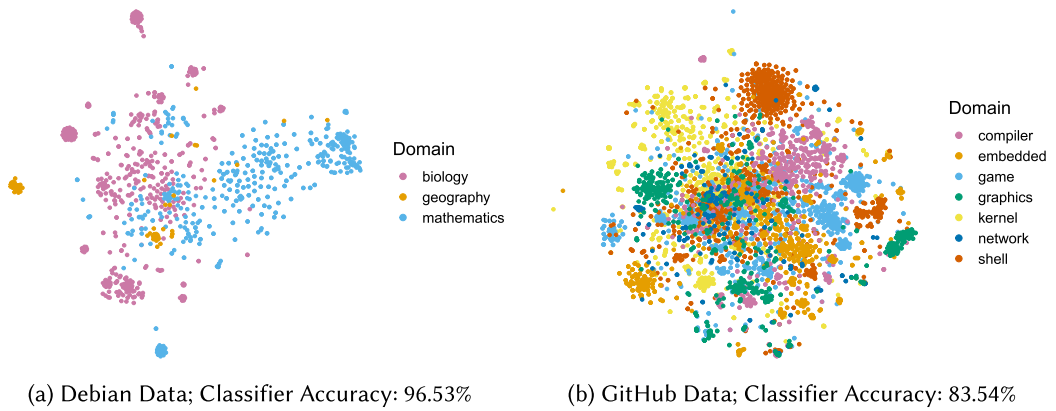 Domain
biology
geography
mathematics
Domain
compiler
embedded
game
graphics
kernel
network
shell
(a) Debian Data; Classifier Accuracy: 96.53%
(b) GitHub Data; Classifier Accuracy: 83.54%